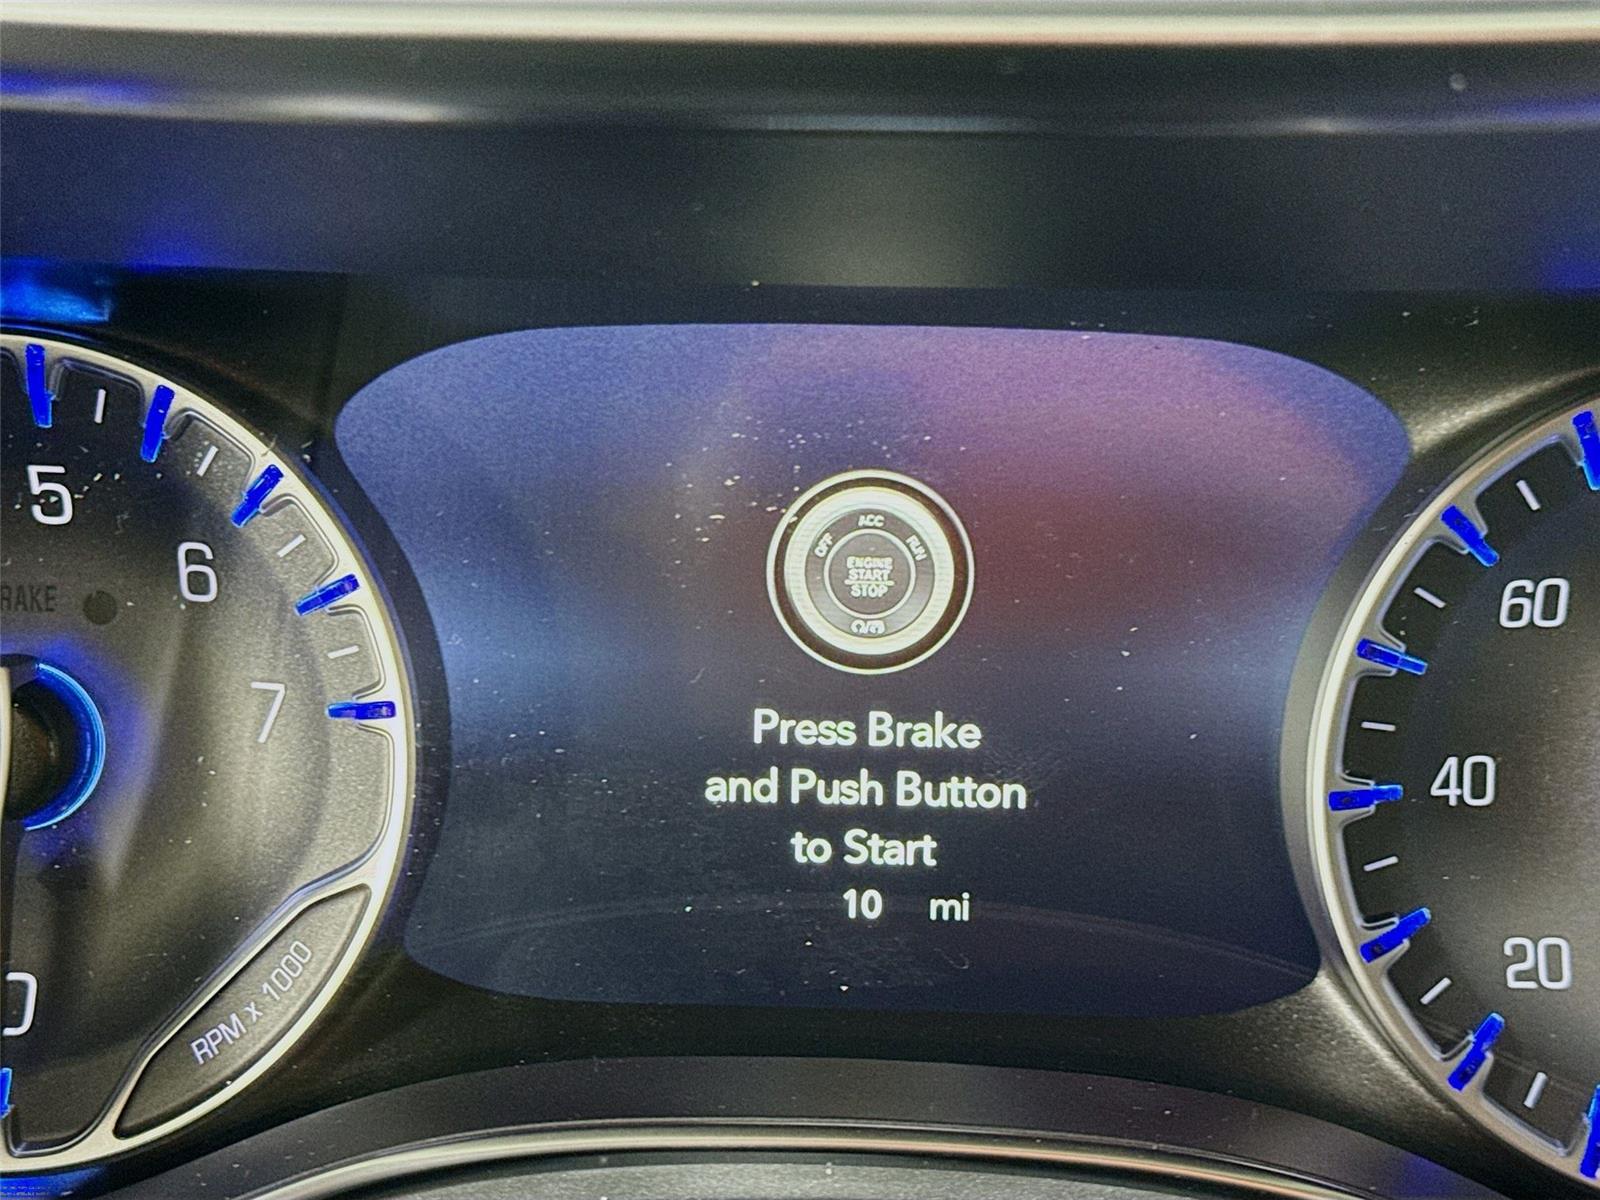 5
6
7
RPM x 1000
OFF ACC RUN
ENGINE
START
STOP
Press Brake
and Push Button
to Start
10 mi
60
40
20